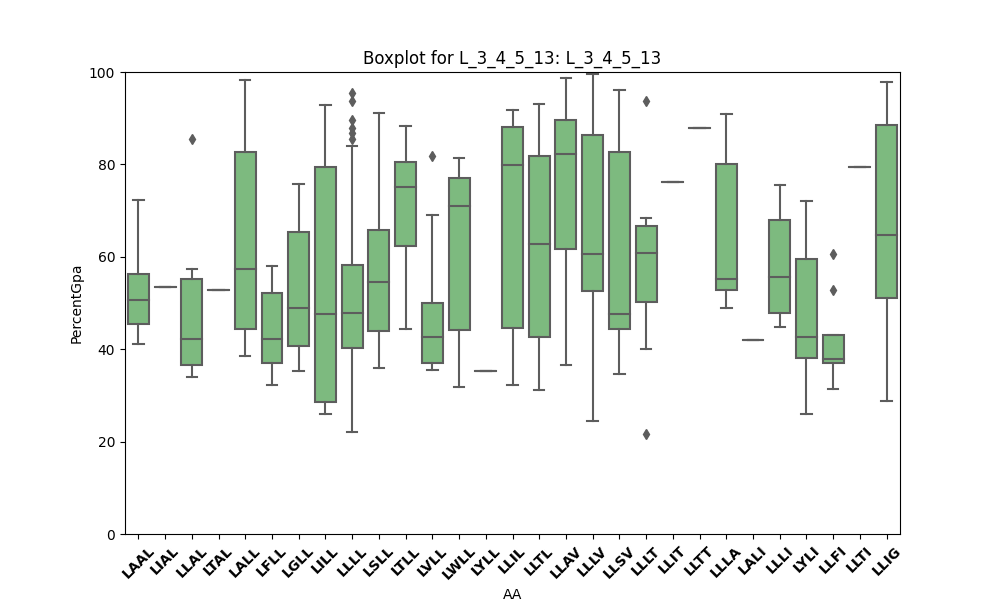 Boxplot for L_3_4_5_13: L_3_4_5_13
100
80
60
40
20
0
PercentGpa
LAAL LIAL LLAL LTAL LALL LFLL LGLL LILL LLLL LSLL LTLL LVLL LWLL LYLL LLIL LLTL LLAV LLLV LLSV LLLT LLIT LLTT LLLA LALI LLLI LYLI LLFI LLTI LLIG
AA